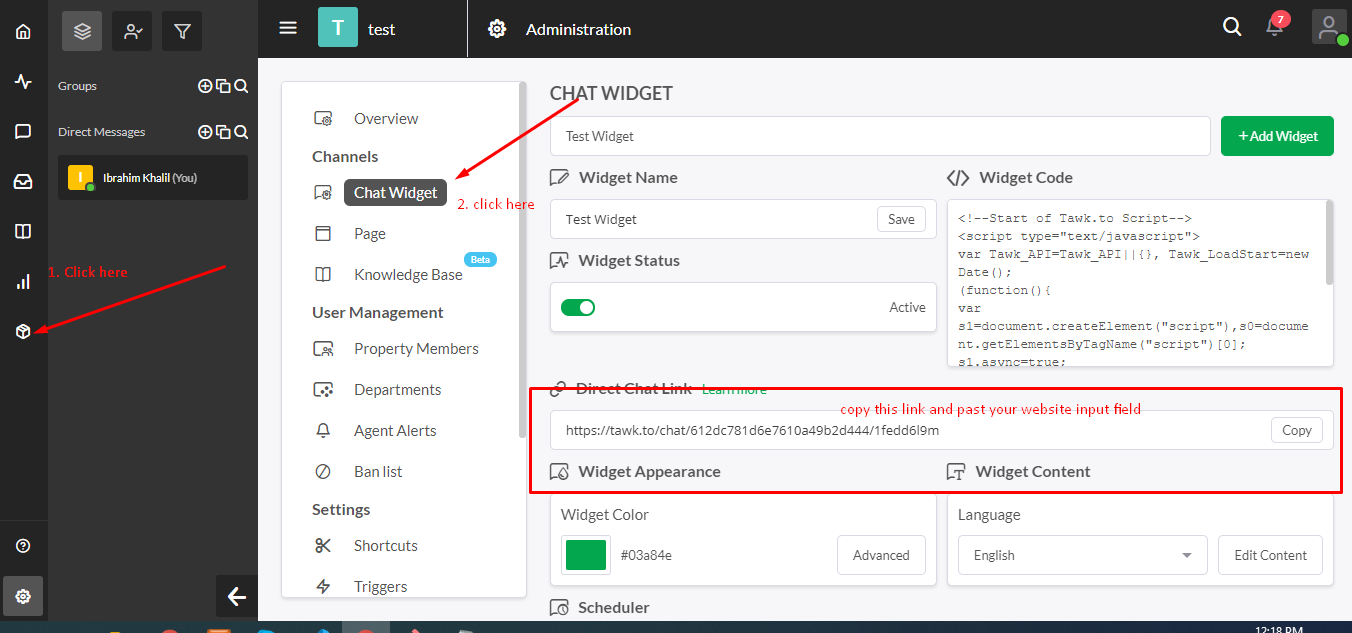 T test
Administration
7
Groups
Direct Messages
I Ibrahim Khalil (You)
1. Click here
Overview
Channels
Chat Widget
2. click here
Page
Knowledge Base Beta
User Management
Property Members
Departments
Agent Alerts
Ban list
Settings
Shortcuts
Triggers
CHAT WIDGET
Test Widget
+ Add Widget
Widget Name
Test Widget Save
Widget Status
Active
Widget Code
<!--Start of Tawk.to Script-->
<script type="text/javascript">
var Tawk_API=Tawk_API||{}, Tawk_LoadStart=new
Date();
(function(){
var
s1=document.createElement("script"),s0=docume
nt.getElementsByTagName("script")[0];
s1.async=true;
Direct Chat Link Learn more
copy this link and past your website input field
https://tawk.to/chat/612dc781d6e7610a49b2d444/1fedd6l9m Copy
Widget Appearance
Widget Color
#03a84e Advanced
Widget Content
Language
English Edit Content
Scheduler
12:18 PM